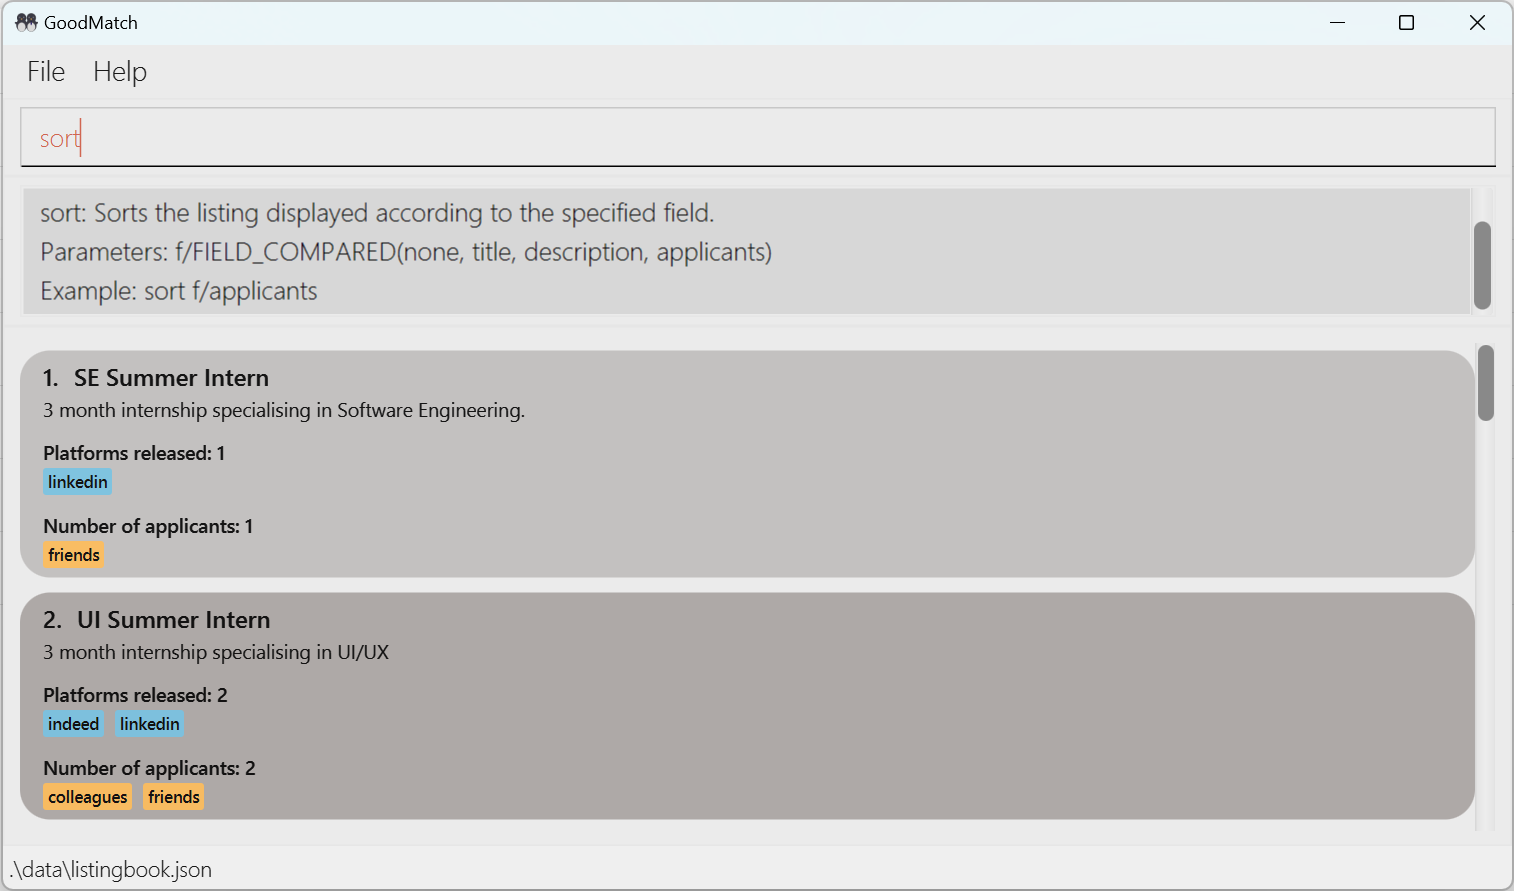 GoodMatch
File Help
sort
sort: Sorts the listing displayed according to the specified field.
Parameters: f/FIELD_COMPARED(none, title, description, applicants)
Example: sort f/applicants
1. SE Summer Intern
3 month internship specialising in Software Engineering.
Platforms released: 1
linkedin
Number of applicants: 1
friends
2. UI Summer Intern
3 month internship specialising in UI/UX
Platforms released: 2
indeed linkedin
Number of applicants: 2
colleagues friends
.\data\listingbook.json